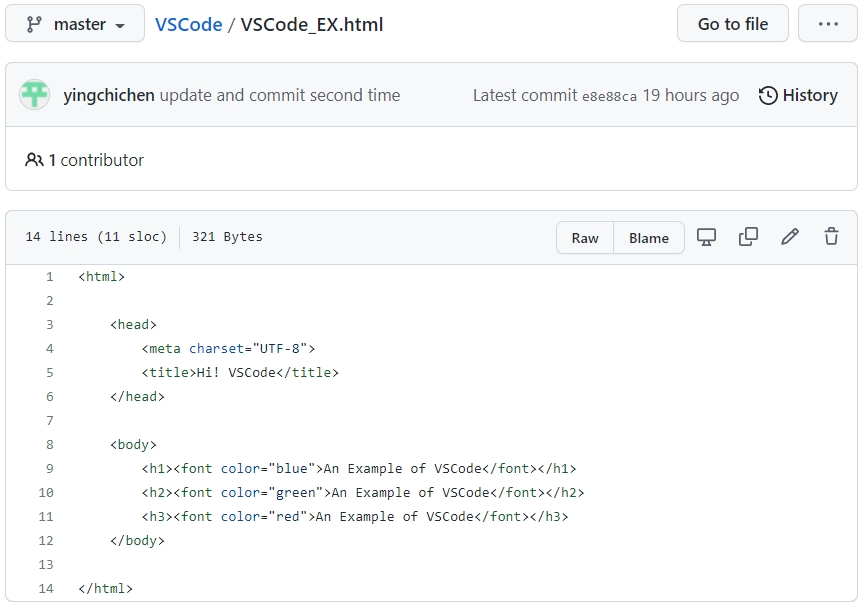 master VSCode / VSCode_EX.html Go to file ...
yingchichen update and commit second time Latest commit e8e88ca 19 hours ago History
1 contributor
14 lines (11 sloc) 321 Bytes Raw Blame
1 <html>
2
3     <head>
4         <meta charset="UTF-8">
5         <title>Hi! VSCode</title>
6     </head>
7
8     <body>
9         <h1><font color="blue">An Example of VSCode</font></h1>
10         <h2><font color="green">An Example of VSCode</font></h2>
11         <h3><font color="red">An Example of VSCode</font></h3>
12     </body>
13
14 </html>